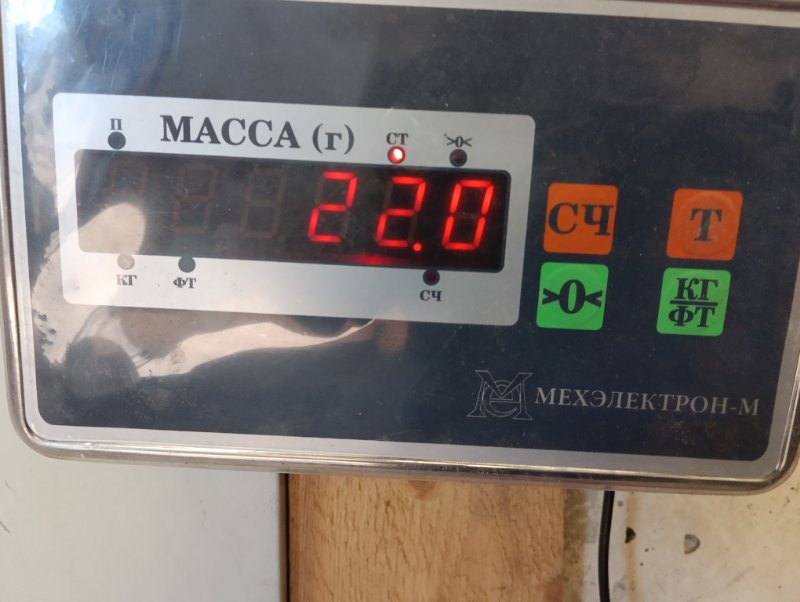 П МАССА (г) СТ >0<
22.0
КГ ФТ СЧ
СЧ Т
>0< КГ
ФТ
МЕХЭЛЕКТРОН-М